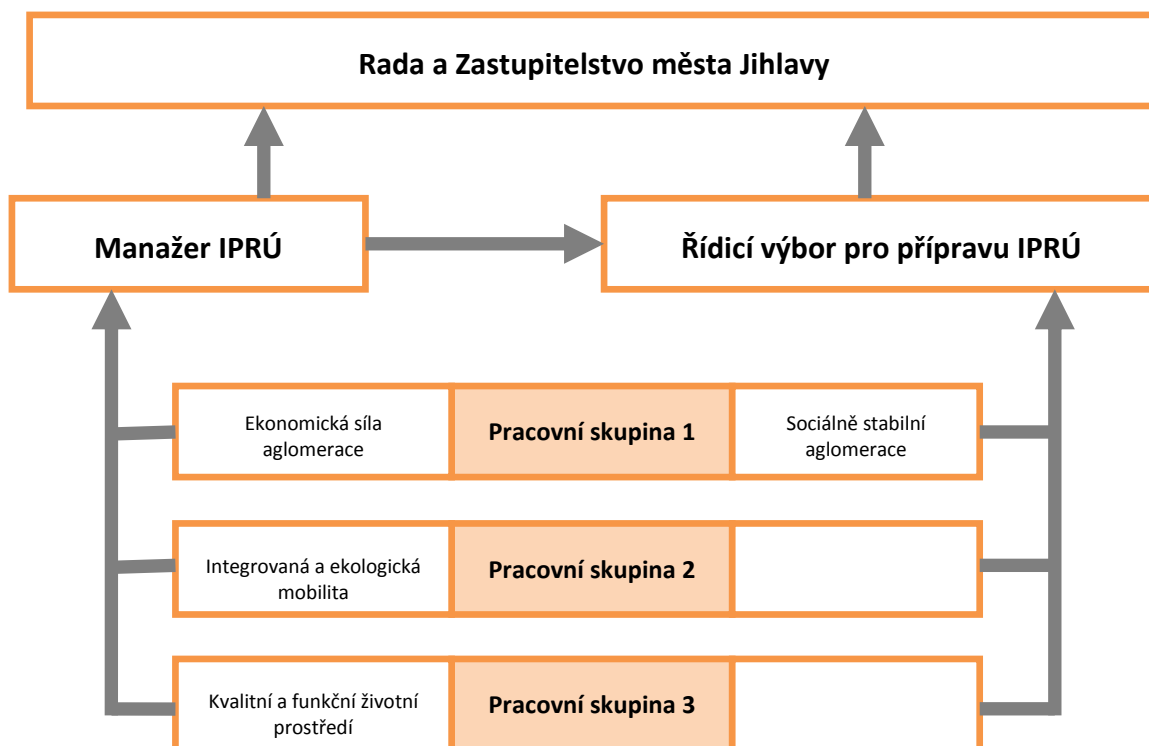 Rada a Zastupitelstvo města Jihlavy
Manažer IPRÚ
Řídicí výbor pro přípravu IPRÚ
Ekonomická síla
aglomerace
Pracovní skupina 1
Sociálně stabilní
aglomerace
Integrovaná a ekologická
mobilita
Pracovní skupina 2
Kvalitní a funkční životní
prostředí
Pracovní skupina 3